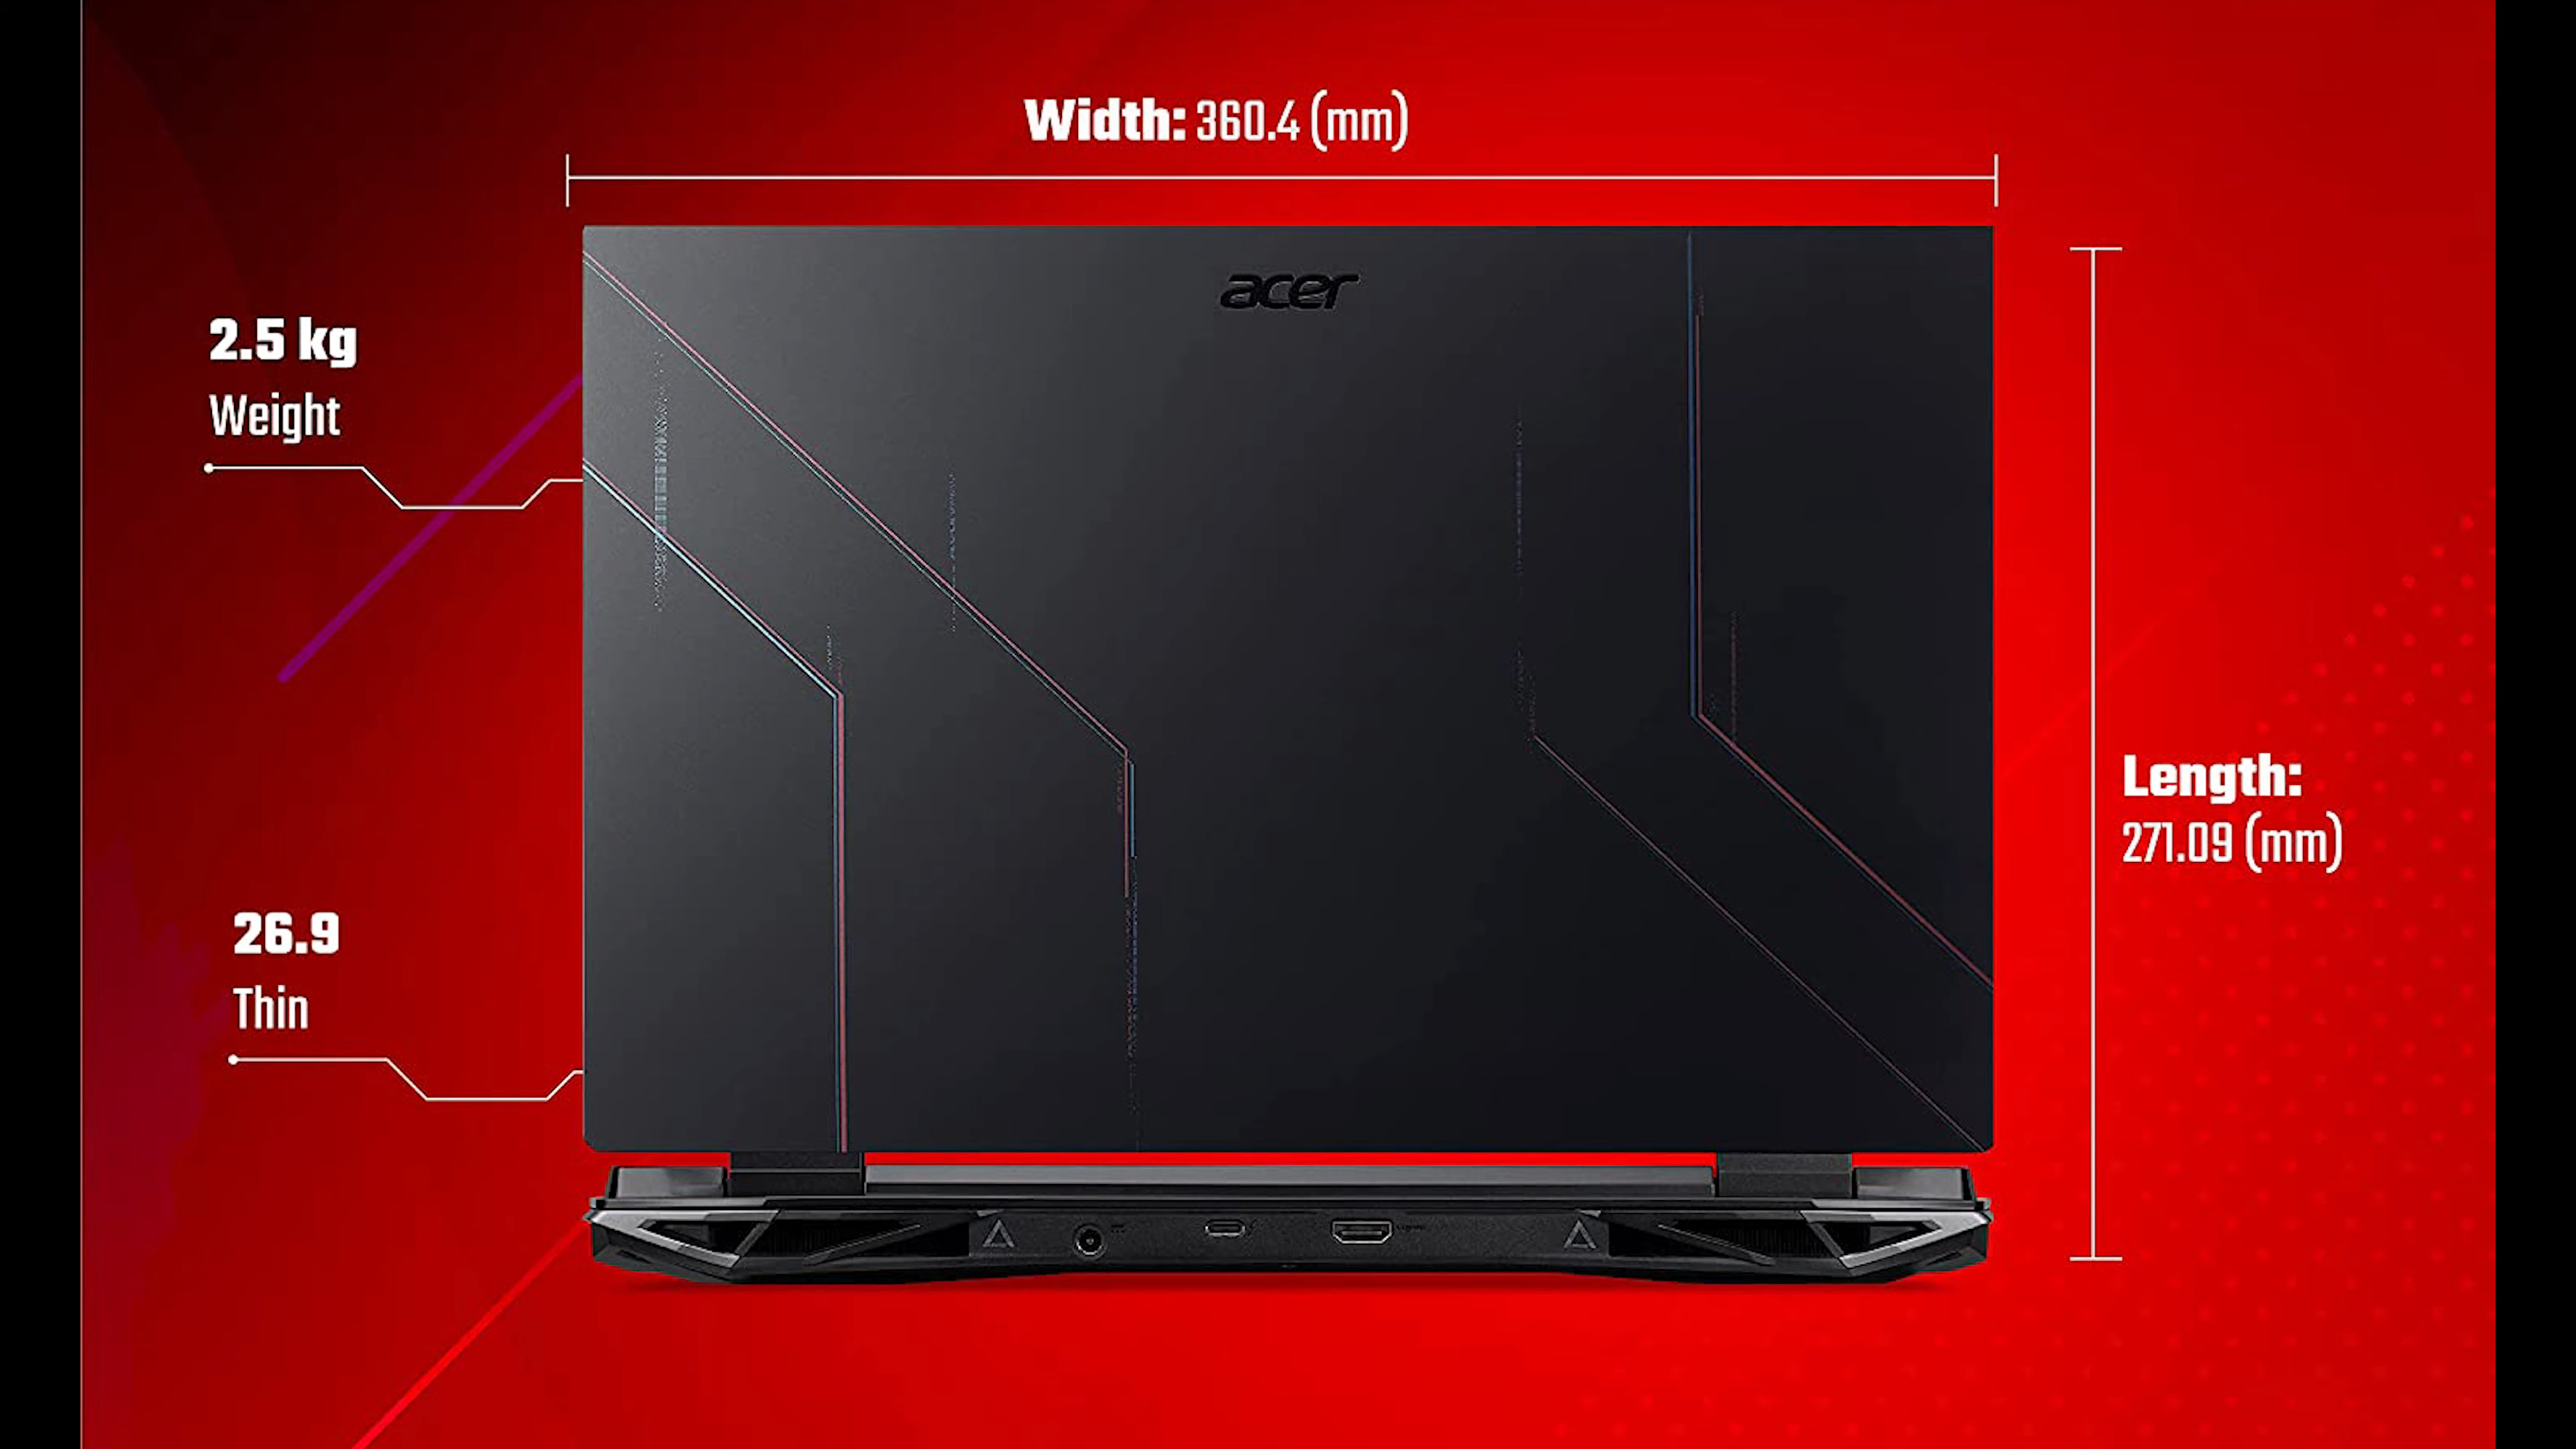 Width: 360.4 (mm)
acer
2.5 kg
Weight
Length:
271.09 (mm)
26.9
Thin